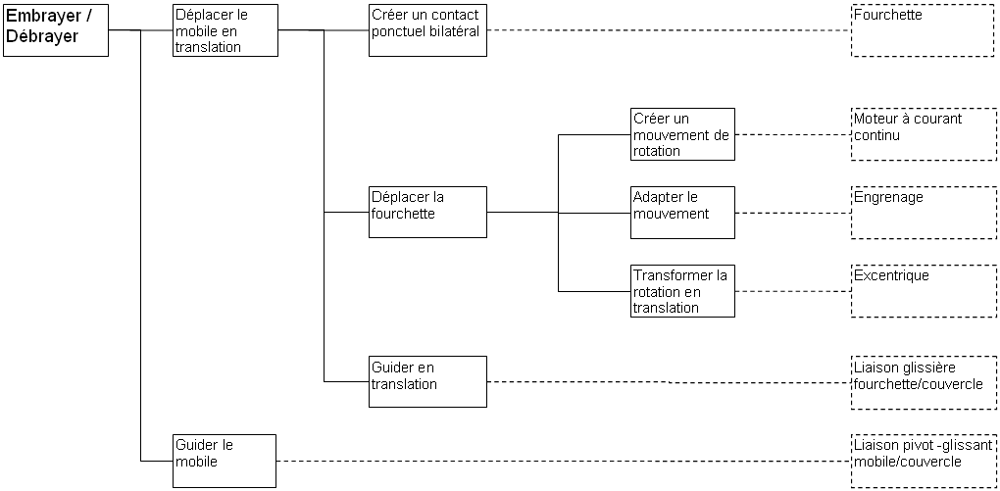 Embrayer /
Débrayer
Déplacer le
mobile en
translation
Créer un contact
ponctuel bilatéral
Fourchette
Créer un
mouvement de
rotation
Moteur à courant
continu
Déplacer la
fourchette
Adapter le
mouvement
Engrenage
Transformer la
rotation en
translation
Excentrique
Guider en
translation
Liaison glissière
fourchette/couvercle
Guider le
mobile
Liaison pivot -glissant
mobile/couvercle